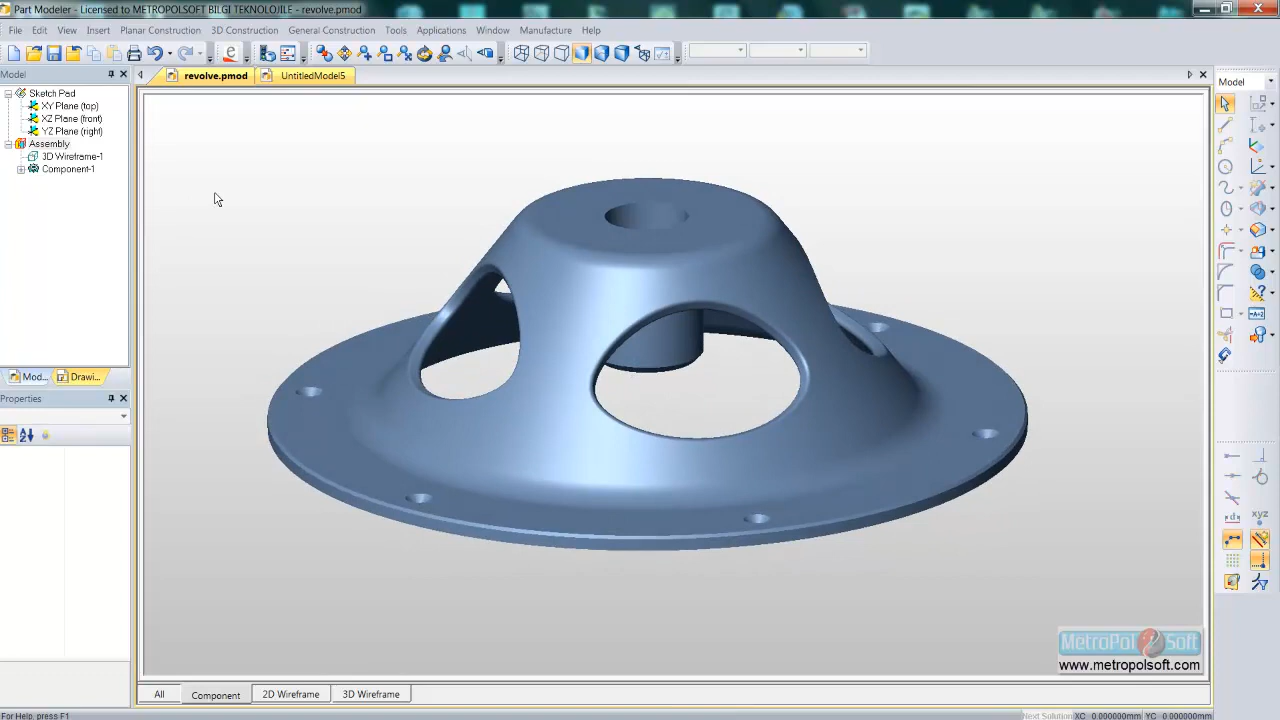 Part Modeler - Licensed to METROPOLSOFT BILGI TEKNOLOJILE - revolve.pmod
File Edit View Insert Planar Construction 3D Construction General Construction Tools Applications Window Manufacture Help
Model
revolve.pmod
UntitledModel5
Model
Sketch Pad
XY Plane (top)
XZ Plane (front)
YZ Plane (right)
Assembly
3D Wireframe-1
Component-1
Mod...
Drawi...
Properties
xyz
MetroPol Soft
www.metropolsoft.com
All
Component
2D Wireframe
3D Wireframe
For Help, press F1
Next Solution
XC 0.000000mm
YC 0.000000mm